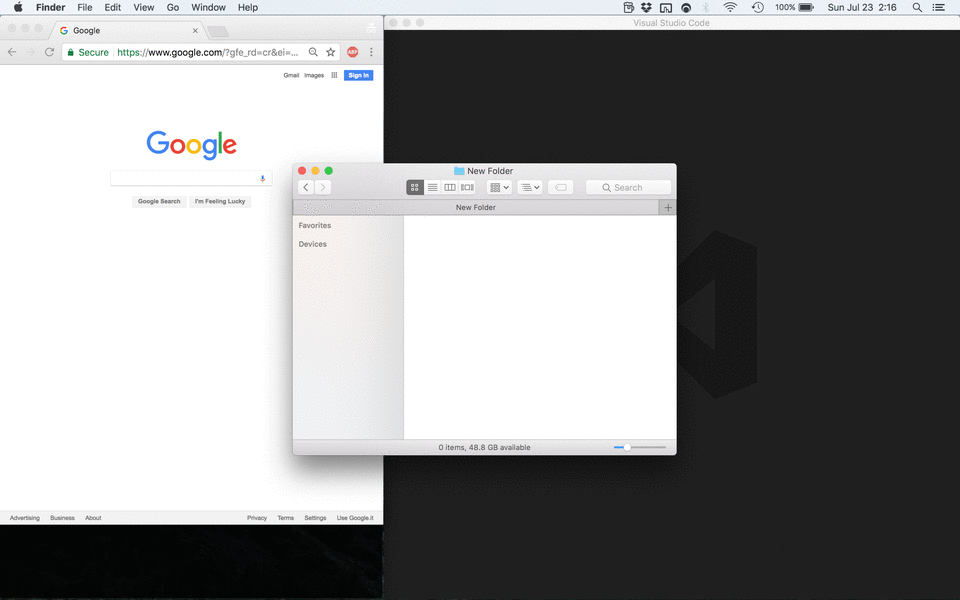 Finder File Edit View Go Window Help 100% Sun Jul 23 2:16
Google
Secure https://www.google.com/?gfe_rd=cr&ei=... ABP
Gmail Images Sign in
Google
Google Search I'm Feeling Lucky
Advertising Business About Privacy Terms Settings Use Google.it
Visual Studio Code
New Folder
Search
New Folder
Favorites
Devices
0 items, 48.8 GB available